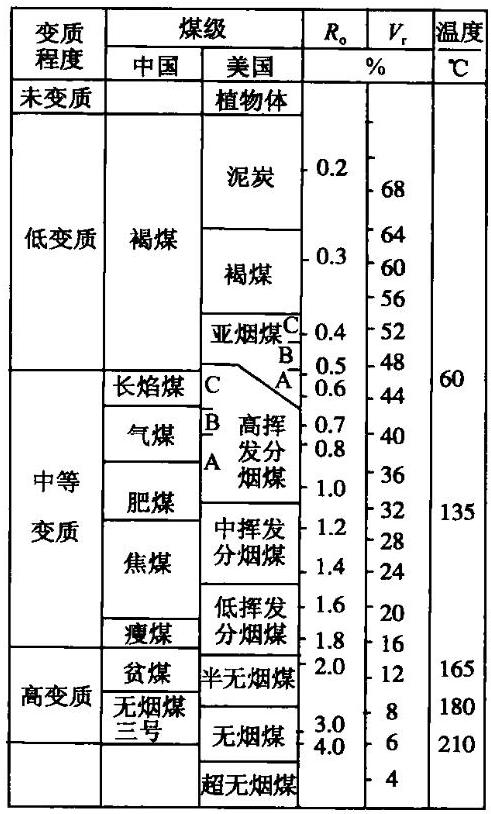 变质程度 煤级 Ro Vr 温度
中国 美国 % ℃
未变质 植物体
低变质 褐煤 泥炭 0.2 68
0.3 64
褐煤 60
56
亚烟煤 C 0.4 52
B 0.5 48
A 0.6 60
中等变质 长焰煤 C 44
气煤 B 高挥发分烟煤 0.7 40
A 0.8
肥煤 1.0 36
32 135
焦煤 中挥发分烟煤 1.2 28
1.4 24
低挥发分烟煤 1.6 20
瘦煤 1.8 16
高变质 贫煤 半无烟煤 2.0 12 165
无烟煤三号 8 180
无烟煤 3.0
4.0 6 210
超无烟煤 4